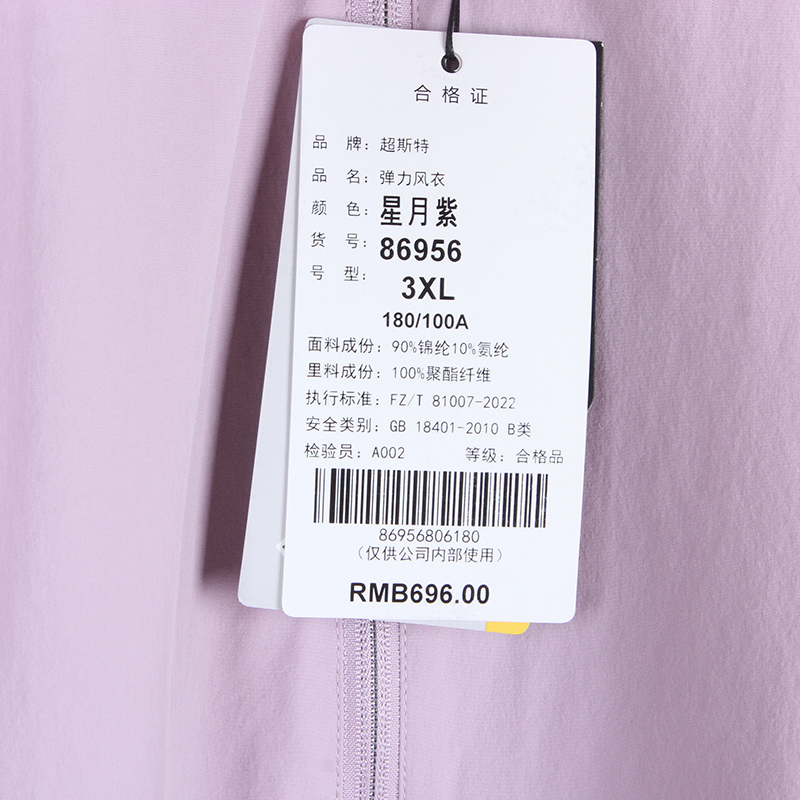 合格证
品 牌：超斯特
品 名：弹力风衣
颜 色：星月紫
货 号：86956
号 型：3XL
180/100A
面料成份：90%锦纶10%氨纶
里料成份：100%聚酯纤维
执行标准：FZ/T 81007-2022
安全类别：GB 18401-2010 B类
检验员：A002 等级：合格品
86956806180
（仅供公司内部使用）
RMB696.00